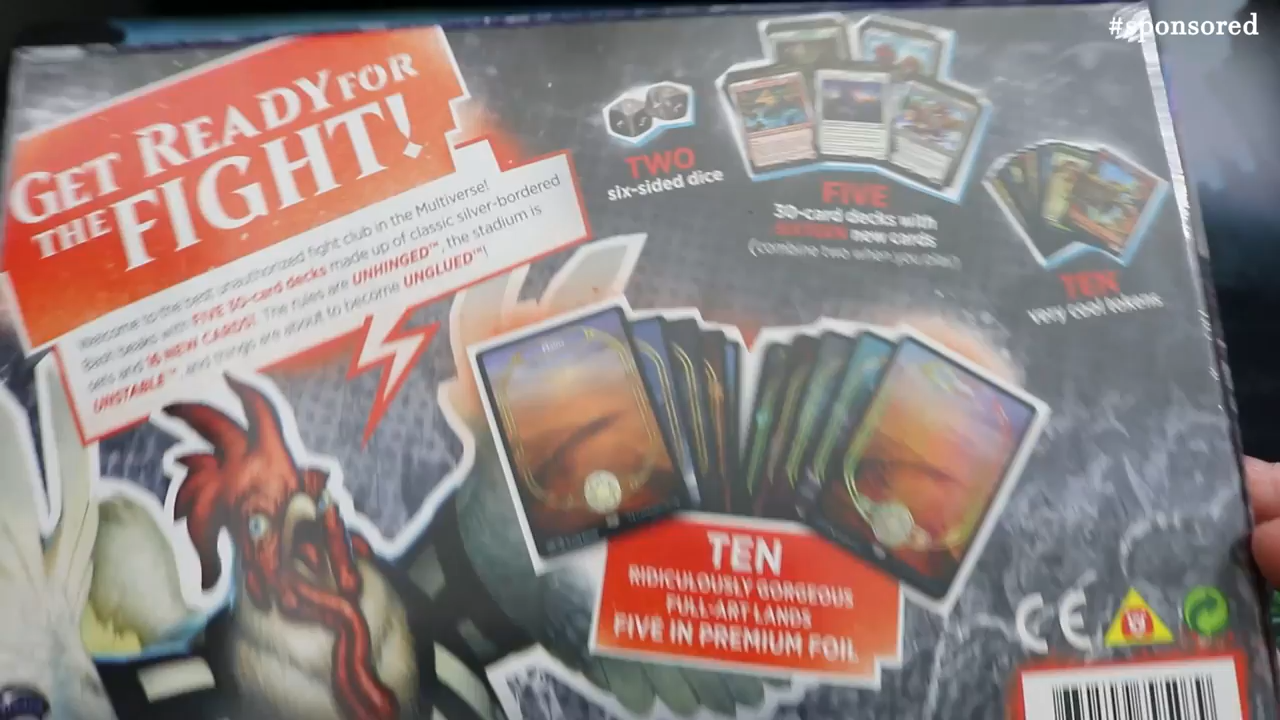 #sponsored
GET READY FOR
THE FIGHT!
Welcome to the best unauthorized fight club in the Multiverse!
Bash beaks with FIVE 30-card decks made up of classic silver-bordered
sets and 16 NEW CARDS! The rules are UNHINGED™, the stadium is
UNSTABLE™, and things are about to become UNGLUED™!
TWO
six-sided dice
FIVE
30-card decks with
SIXTEEN new cards
(combine two when you play)
TEN
very cool tokens
TEN
RIDICULOUSLY GORGEOUS
FULL-ART LANDS
FIVE IN PREMIUM FOIL
CE